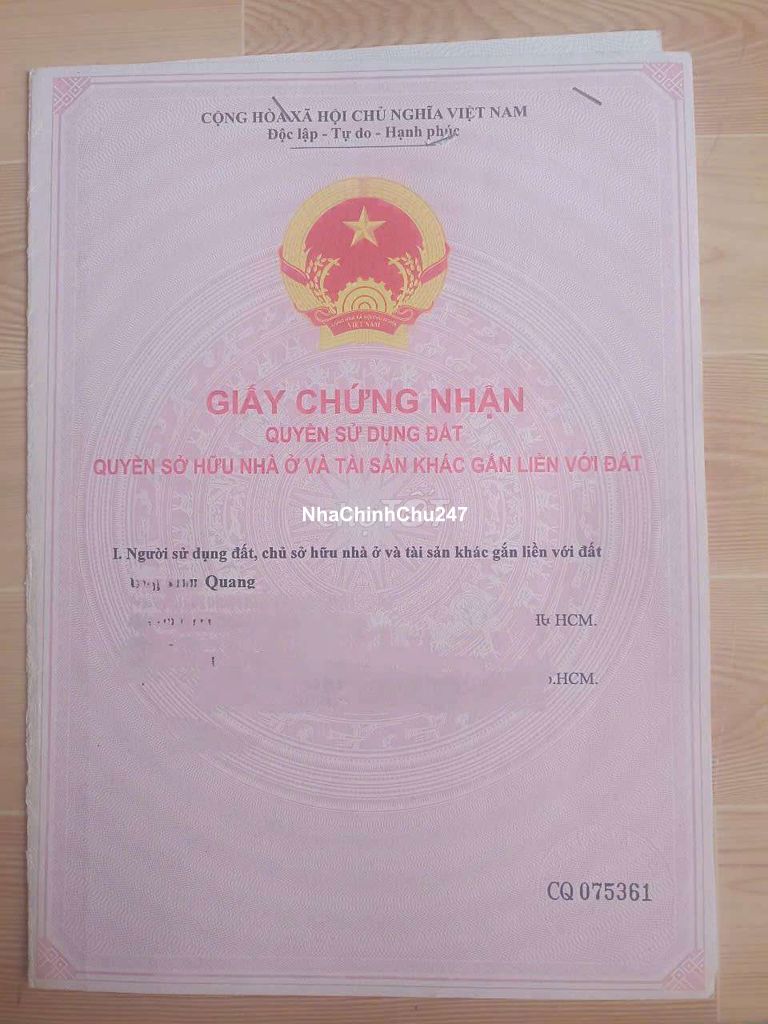 CỘNG HÒA XÃ HỘI CHỦ NGHĨA VIỆT NAM
Độc lập - Tự do - Hạnh phúc
VIỆT NAM
GIẤY CHỨNG NHẬN
QUYỀN SỬ DỤNG ĐẤT
QUYỀN SỞ HỮU NHÀ Ở VÀ TÀI SẢN KHÁC GẮN LIỀN VỚI ĐẤT
NhaChinhChu247
I. Người sử dụng đất, chủ sở hữu nhà ở và tài sản khác gắn liền với đất
Quang
HCM.
.HCM.
CQ 075361